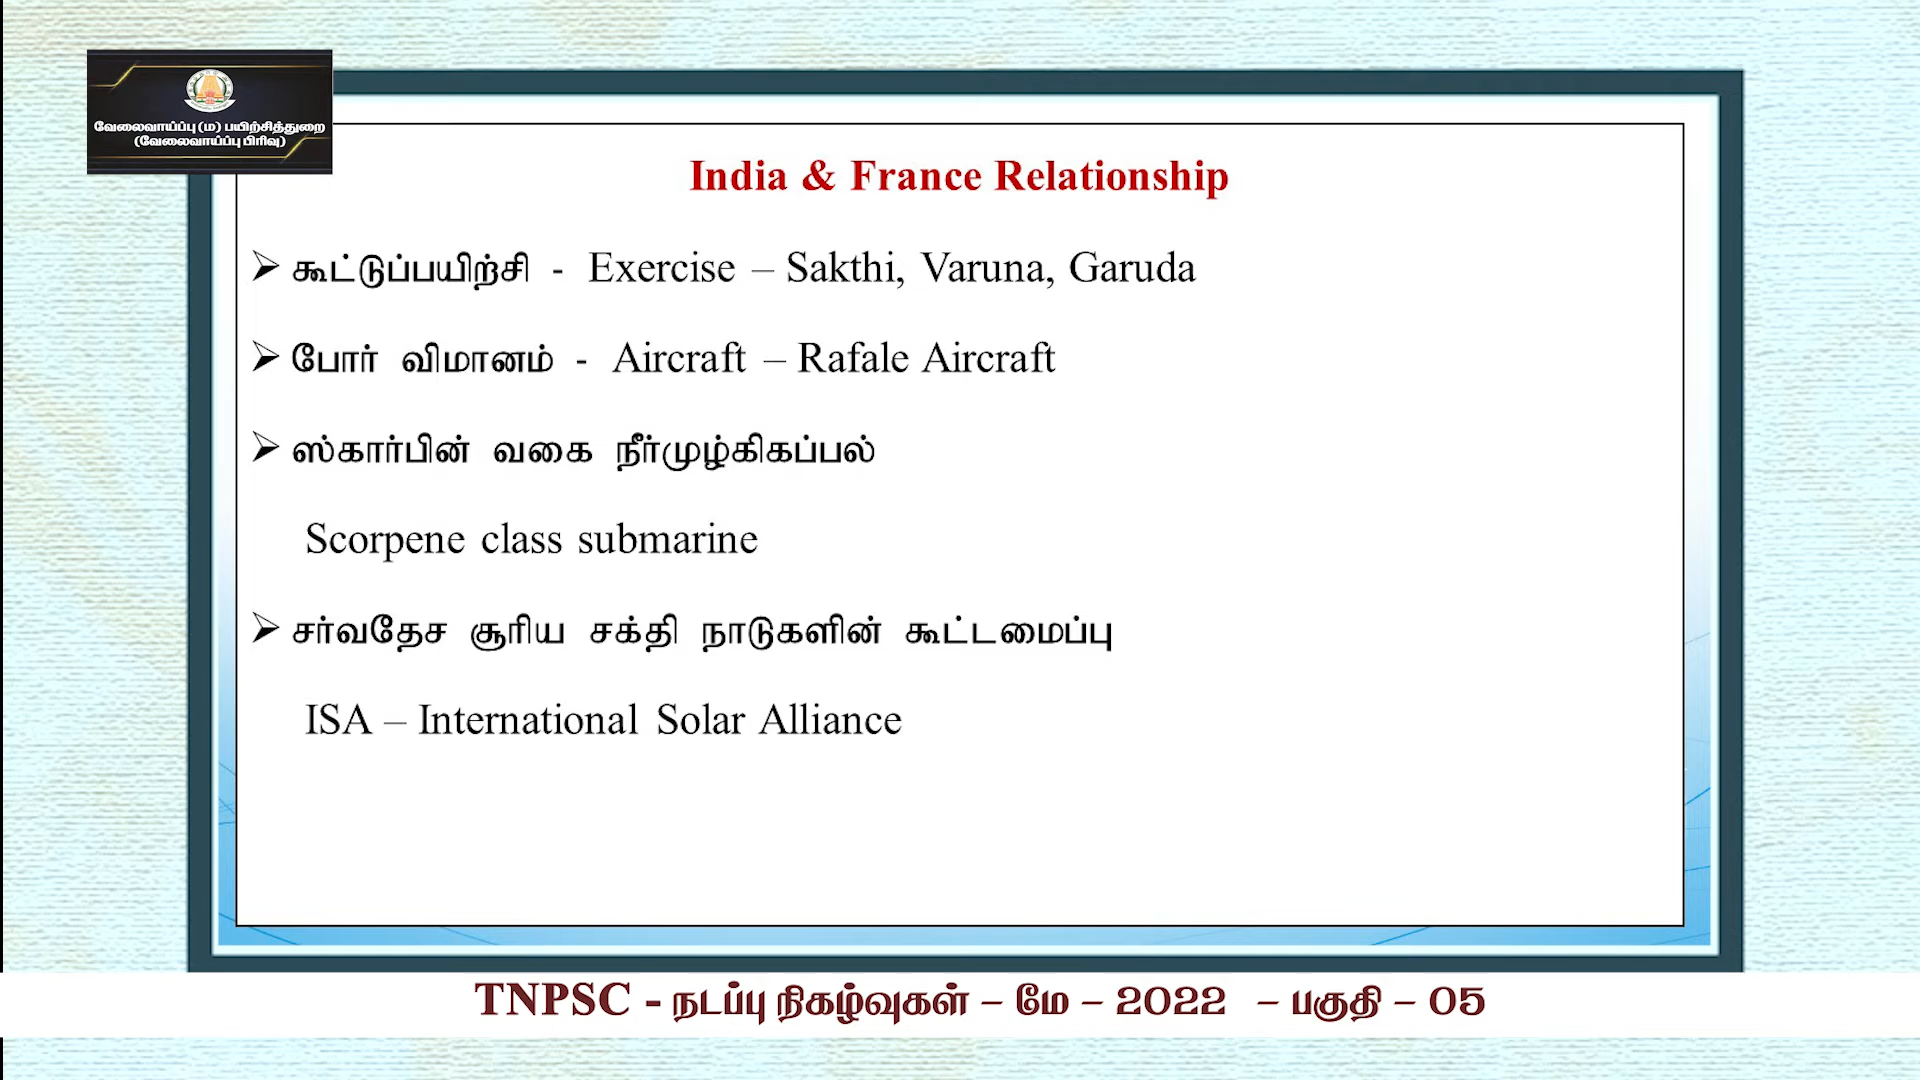 வேலைவாய்ப்பு (ம) பயிற்சித்துறை
(வேலைவாய்ப்பு பிரிவு)
India & France Relationship
➢ கூட்டுப்பயிற்சி - Exercise – Sakthi, Varuna, Garuda
➢ போர் விமானம் - Aircraft – Rafale Aircraft
➢ ஸ்கார்பின் வகை நீர்முழ்கிகப்பல்
Scorpene class submarine
➢ சர்வதேச சூரிய சக்தி நாடுகளின் கூட்டமைப்பு
ISA – International Solar Alliance
TNPSC - நடப்பு நிகழ்வுகள் – மே – 2022 – பகுதி – 05